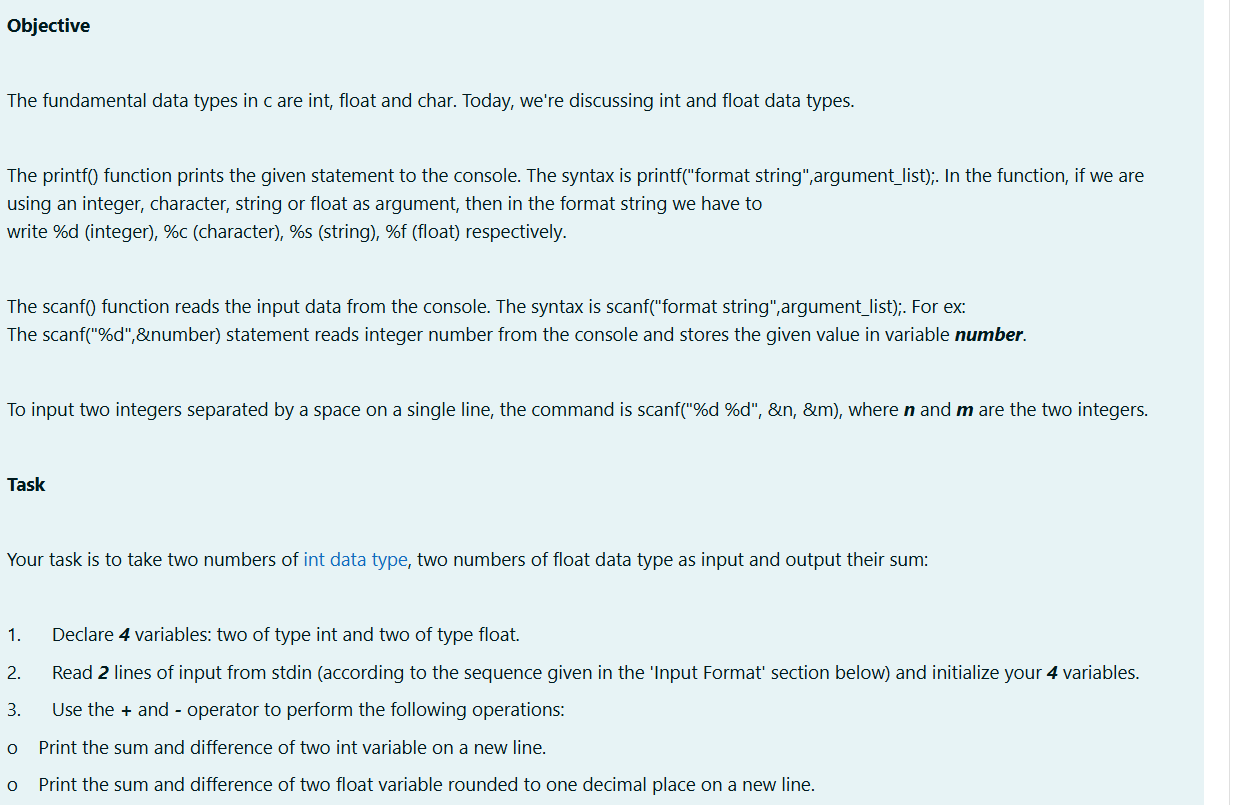 Objective
The fundamental data types in c are int, float and char. Today, we're discussing int and float data types.
The printf() function prints the given statement to the console. The syntax is printf("format string",argument_list);. In the function, if we are
using an integer, character, string or float as argument, then in the format string we have to
write %d (integer), %c (character), %s (string), %f (float) respectively.
The scanf() function reads the input data from the console. The syntax is scanf("format string",argument_list);. For ex:
The scanf("%d",&number) statement reads integer number from the console and stores the given value in variable number.
To input two integers separated by a space on a single line, the command is scanf("%d %d", &n, &m), where n and m are the two integers.
Task
Your task is to take two numbers of int data type, two numbers of float data type as input and output their sum:
1. Declare 4 variables: two of type int and two of type float.
2. Read 2 lines of input from stdin (according to the sequence given in the 'Input Format' section below) and initialize your 4 variables.
3. Use the + and - operator to perform the following operations:
o Print the sum and difference of two int variable on a new line.
o Print the sum and difference of two float variable rounded to one decimal place on a new line.